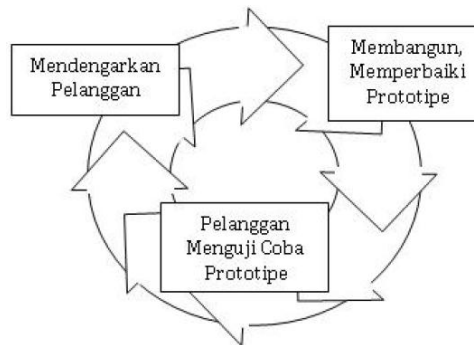 Mendengarkan
Pelanggan
Membangun,
Memperbaiki
Prototipe
Pelanggan
Menguji Coba
Prototipe